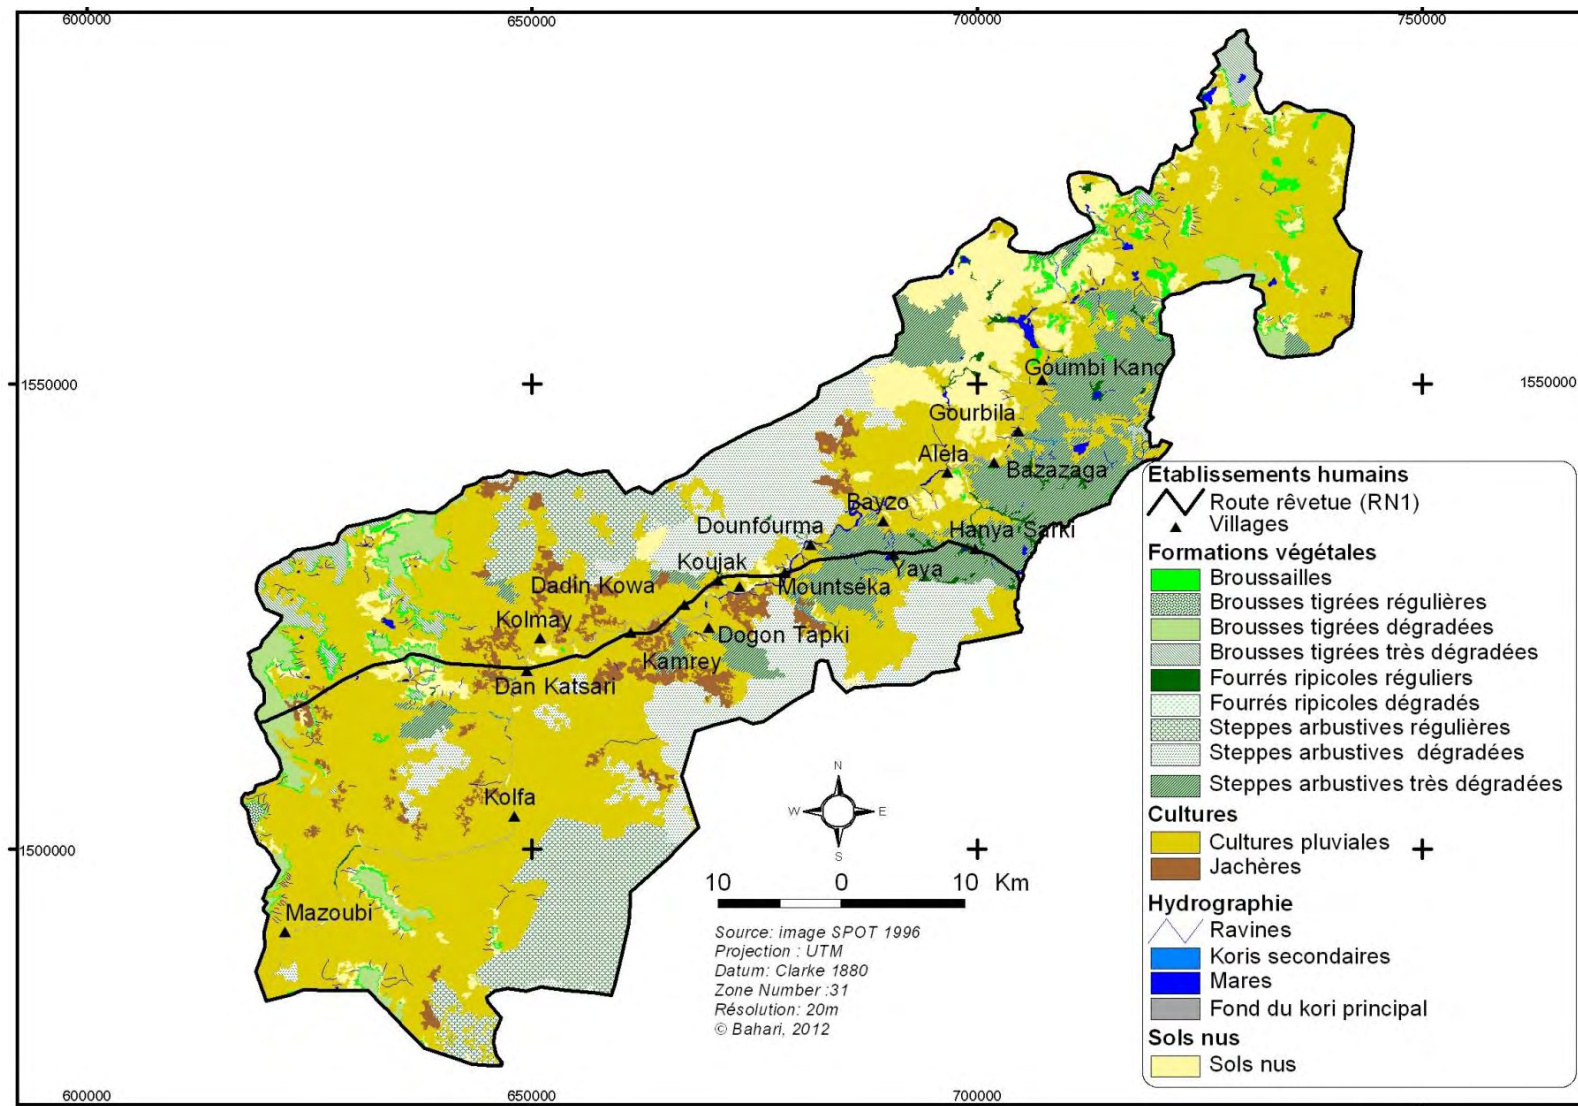 600000
650000
700000
750000
1550000
1550000
Goumbi Kano
Gourbila
Aléla
Bazazaga
Bayzo
Dounfourma
Hanya Sarki
Koujak
Yaya
Dadin Kowa
Mountséka
Kolmay
Dogon Tapki
Kamrey
Dan Katsari
Kolfa
Mazoubi
1500000
1500000
N
W
E
S
10 0 10 Km
Source: image SPOT 1996
Projection : UTM
Datum: Clarke 1880
Zone Number :31
Résolution: 20m
© Bahari, 2012
Etablissements humains
Route rêvetue (RN1)
Villages
Formations végétales
Broussailles
Brousses tigrées régulières
Brousses tigrées dégradées
Brousses tigrées très dégradées
Fourrés ripicoles réguliers
Fourrés ripicoles dégradés
Steppes arbustives régulières
Steppes arbustives dégradées
Steppes arbustives très dégradées
Cultures
Cultures pluviales
Jachères
Hydrographie
Ravines
Koris secondaires
Mares
Fond du kori principal
Sols nus
Sols nus
600000
650000
700000
750000